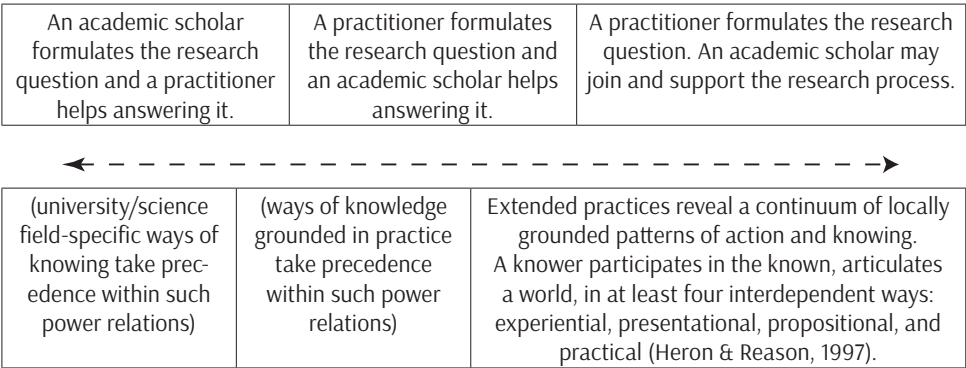 An academic scholar
formulates the research
question and a practitioner
helps answering it.
A practitioner formulates
the research question and
an academic scholar helps
answering it.
A practitioner formulates the research
question. An academic scholar may
join and support the research process.
(university/science
field-specific ways of
knowing take prec-
edence within such
power relations)
(ways of knowledge
grounded in practice
take precedence
within such power
relations)
Extended practices reveal a continuum of locally
grounded patterns of action and knowing.
A knower participates in the known, articulates
a world, in at least four interdependent ways:
experiential, presentational, propositional, and
practical (Heron & Reason, 1997).